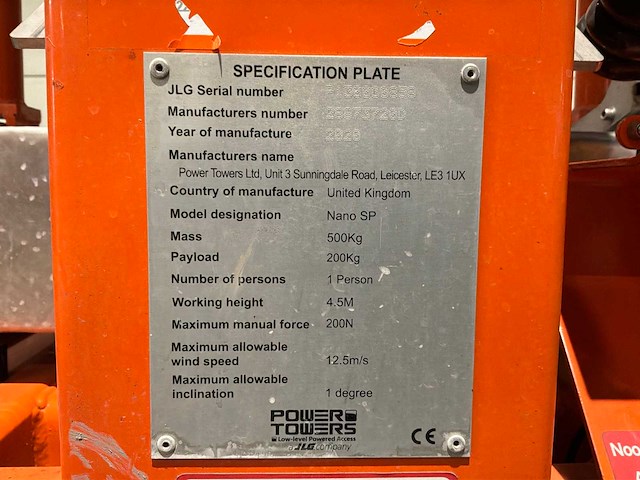 SPECIFICATION PLATE
JLG Serial number
Manufacturers number
Year of manufacture 2020
Manufacturers name
Power Towers Ltd, Unit 3 Sunningdale Road, Leicester, LE3 1UX
Country of manufacture United Kingdom
Model designation Nano SP
Mass 500Kg
Payload 200Kg
Number of persons 1 Person
Working height 4.5M
Maximum manual force 200N
Maximum allowable
wind speed 12.5m/s
Maximum allowable
inclination 1 degree
POWER
TOWERS
Low-level Powered Access
a JLG company
CE